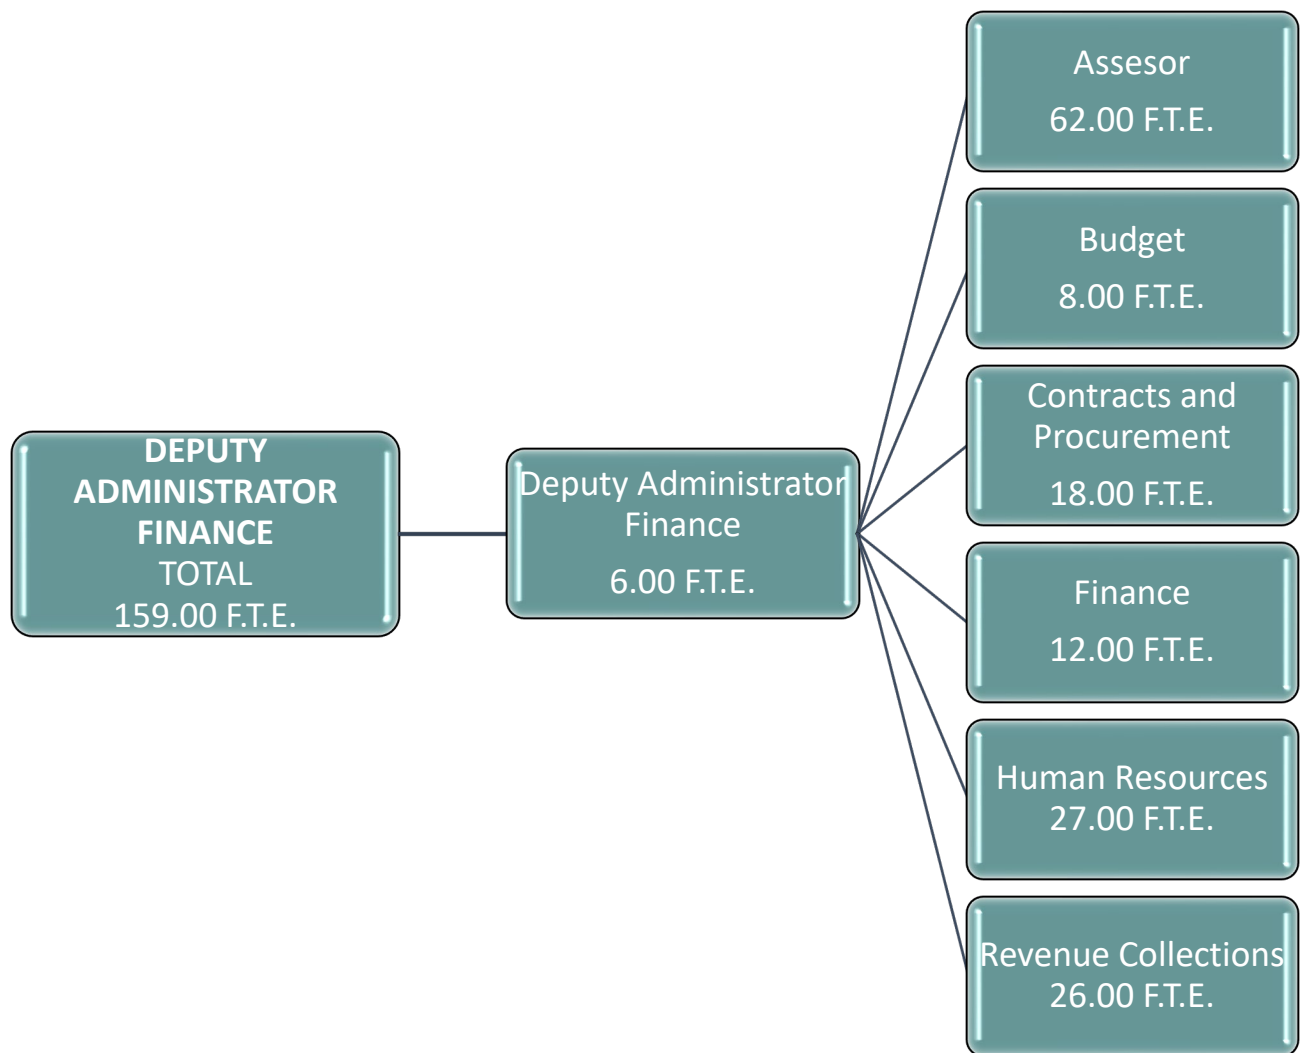 DEPUTY
ADMINISTRATOR
FINANCE
TOTAL
159.00 F.T.E.
Deputy Administrator
Finance
6.00 F.T.E.
Assesor
62.00 F.T.E.
Budget
8.00 F.T.E.
Contracts and
Procurement
18.00 F.T.E.
Finance
12.00 F.T.E.
Human Resources
27.00 F.T.E.
Revenue Collections
26.00 F.T.E.